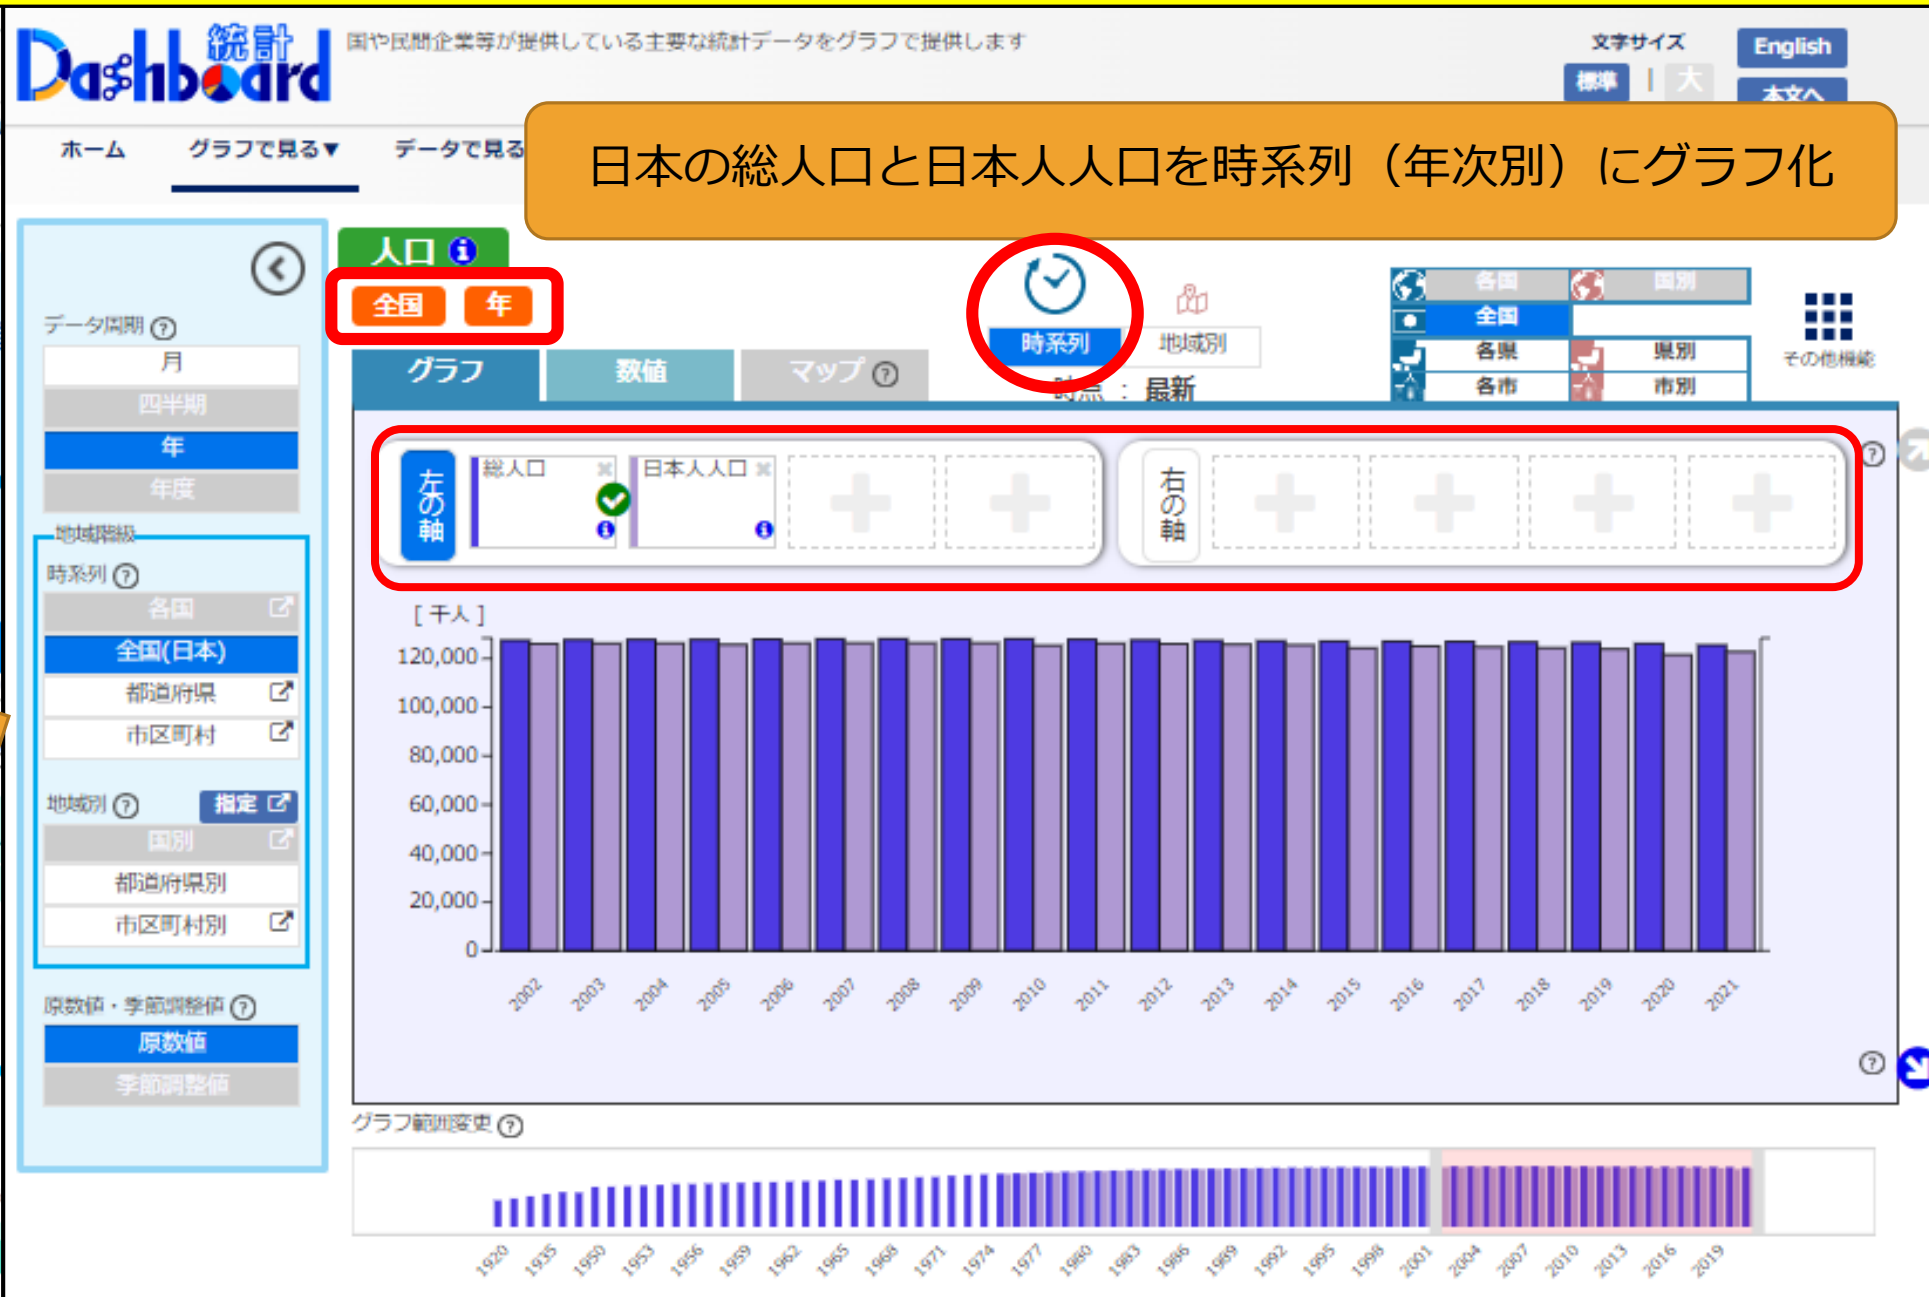 統計
Dashboard
国や民間企業等が提供している主要な統計データをグラフで提供します
文字サイズ
標準 | 大
English
本文へ
ホーム グラフで見る▼ データで見る
日本の総人口と日本人人口を時系列（年次別）にグラフ化
データ周期 ?
月
四半期
年
年度
地域階級
時系列 ?
各国
全国(日本)
都道府県
市区町村
地域別 ? 指定
国別
都道府県別
市区町村別
原数値・季節調整値 ?
原数値
季節調整値
人口 i
全国 年
グラフ 数値 マップ ?
時系列 地域別
時点 : 最新
各国 国別
全国
各県 県別
各市 市別
その他機能
左の軸 総人口 日本人人口
右の軸
[ 千人 ]
120,000
100,000
80,000
60,000
40,000
20,000
0
2002 2003 2004 2005 2006 2007 2008 2009 2010 2011 2012 2013 2014 2015 2016 2017 2018 2019 2020 2021
グラフ範囲変更 ?
1920 1935 1950 1953 1956 1959 1962 1965 1968 1971 1974 1977 1980 1983 1986 1989 1992 1995 1998 2001 2004 2007 2010 2013 2016 2019